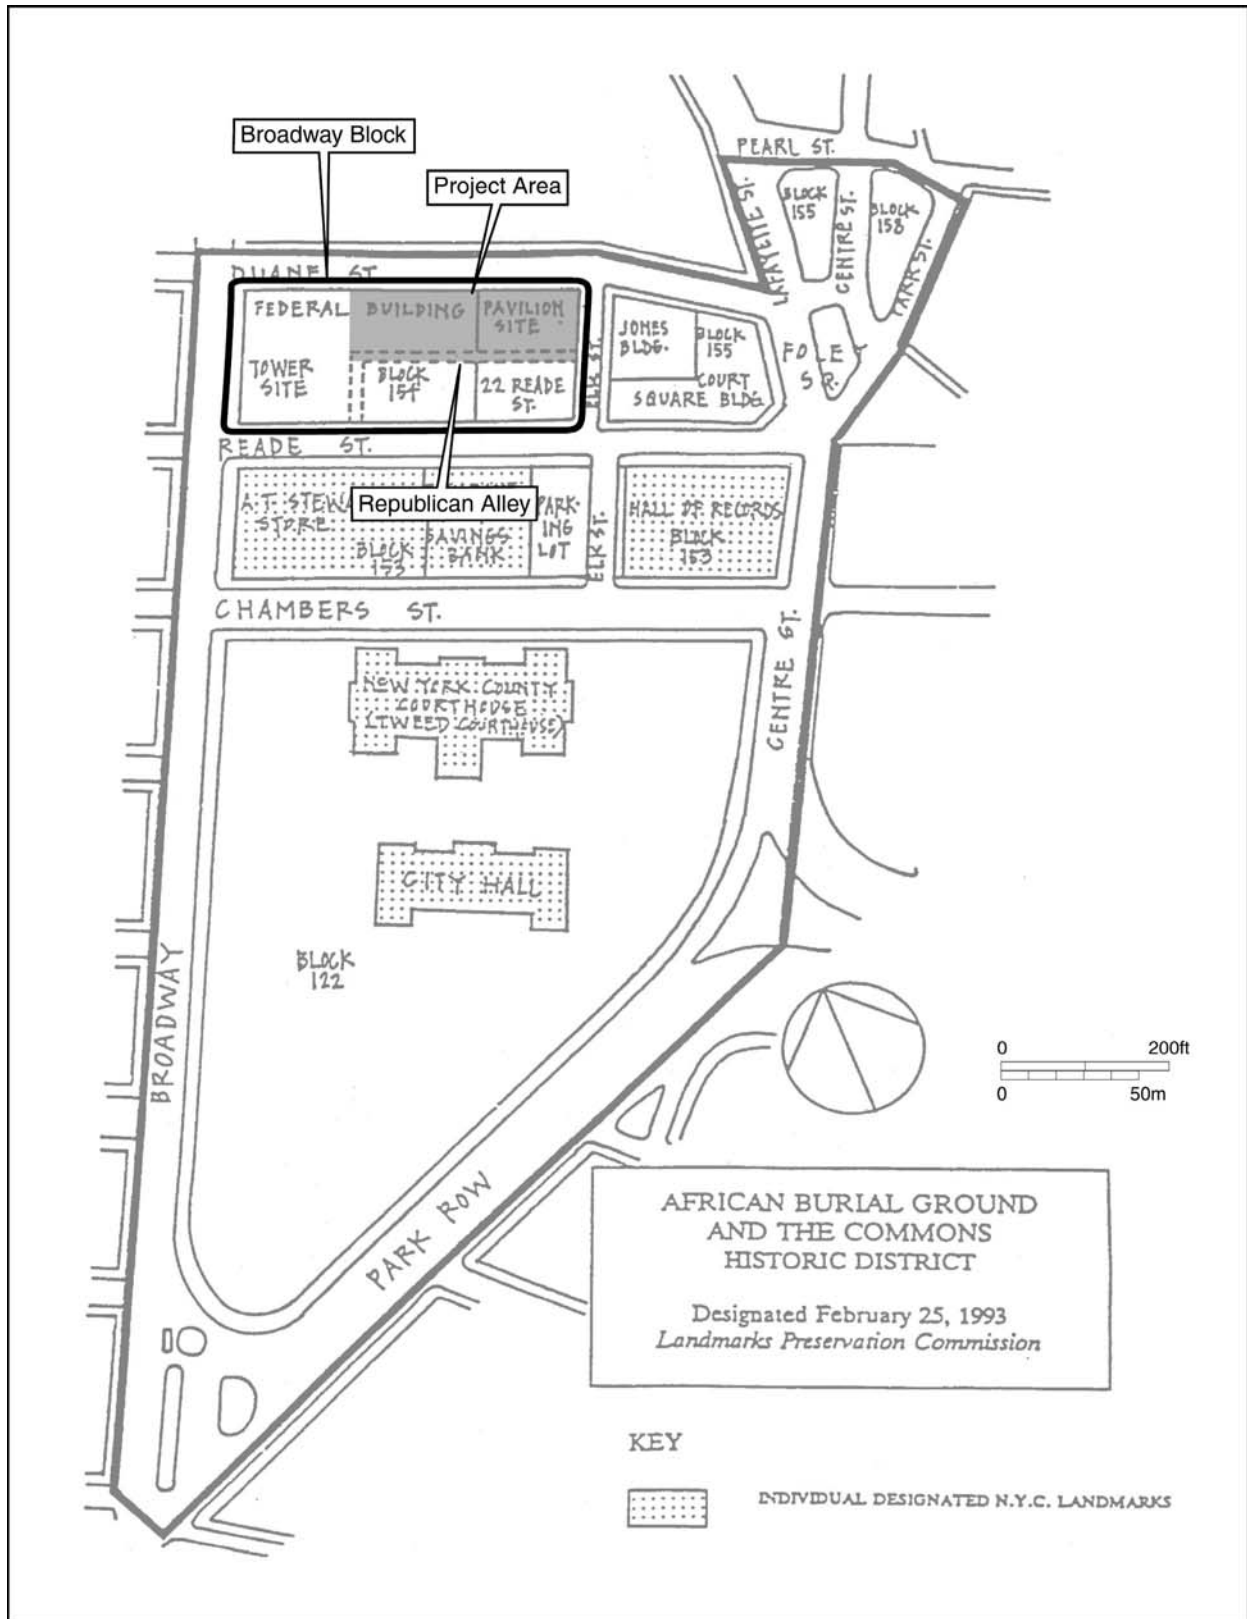 Broadway Block
Project Area
PEARL ST.
LAFAYETTE ST.
BLOCK
155
CENTRE ST.
BLOCK
158
PARK ST.
DUANE ST
FEDERAL BUILDING
PAVILION
SITE
TOWER
SITE
BLOCK
154
22 READE
ST.
ELK ST.
JONES
BLDG.
BLOCK
155
COURT
SQUARE BLDG.
FOLEY
SR.
READE ST.
Republican Alley
A.T. STEWA
STORE
BLOCK
153
SAVINGS
BANK
PARK-
ING
LOT
ELK ST.
HALL OF RECORDS
BLOCK
153
CHAMBERS ST.
NEW YORK COUNTY
COURTHOUSE
(TWEED COURTHOUSE)
CENTRE ST.
CITY HALL
BLOCK
122
BROADWAY
PARK ROW
0 200ft
0 50m
AFRICAN BURIAL GROUND
AND THE COMMONS
HISTORIC DISTRICT
Designated February 25, 1993
Landmarks Preservation Commission
KEY
INDIVIDUAL DESIGNATED N.Y.C. LANDMARKS